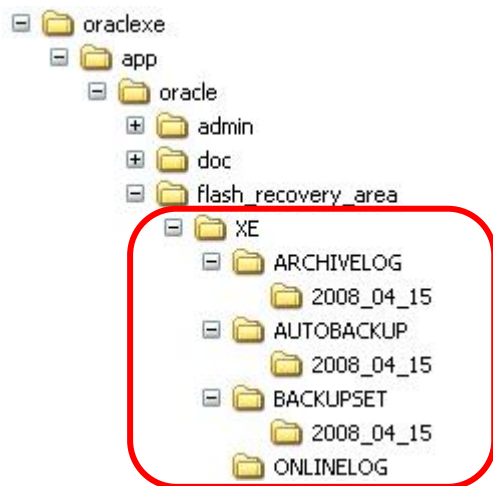 oraclexe
app
oracle
admin
doc
flash_recovery_area
XE
ARCHIVELOG
2008_04_15
AUTOBACKUP
2008_04_15
BACKUPSET
2008_04_15
ONLINELOG